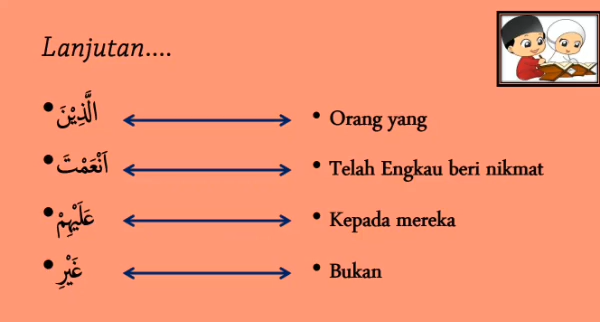 Lanjutan....
• الَّذِيْنَ • Orang yang
• اَنْعَمْتَ • Telah Engkau beri nikmat
• عَلَيْهِمْ • Kepada mereka
• غَيْرِ • Bukan